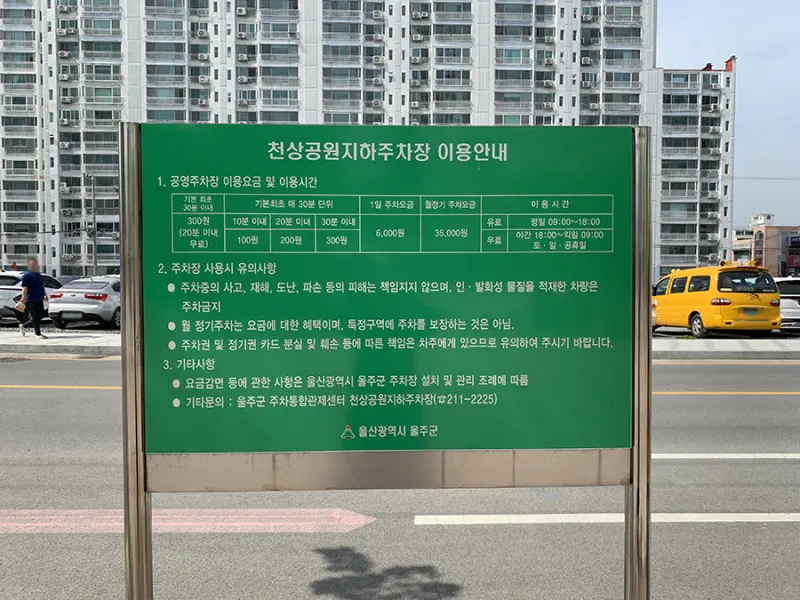 천상공원지하주차장 이용안내
1. 공영주차장 이용요금 및 이용시간
기본 최초 30분 이내 기본최초 매 30분 단위 1일 주차요금 월정기 주차요금 이 용 시 간
300원 (20분 이내 무료) 10분 이내 20분 이내 30분 이내 6,000원 35,000원 유료 평일 09:00~18:00
100원 200원 300원 무료 야간 18:00~익일 09:00 토·일·공휴일
2. 주차장 사용시 유의사항
● 주차중의 사고, 재해, 도난, 파손 등의 피해는 책임지지 않으며, 인·발화성 물질을 적재한 차량은
주차금지
● 월 정기주차는 요금에 대한 혜택이며, 특정구역에 주차를 보장하는 것은 아님.
● 주차권 및 정기권 카드 분실 및 훼손 등에 따른 책임은 차주에게 있으므로 유의하여 주시기 바랍니다.
3. 기타사항
● 요금감면 등에 관한 사항은 울산광역시 울주군 주차장 설치 및 관리 조례에 따름
● 기타문의 : 울주군 주차통합관제센터 천상공원지하주차장(☎211-2225)
울산광역시 울주군